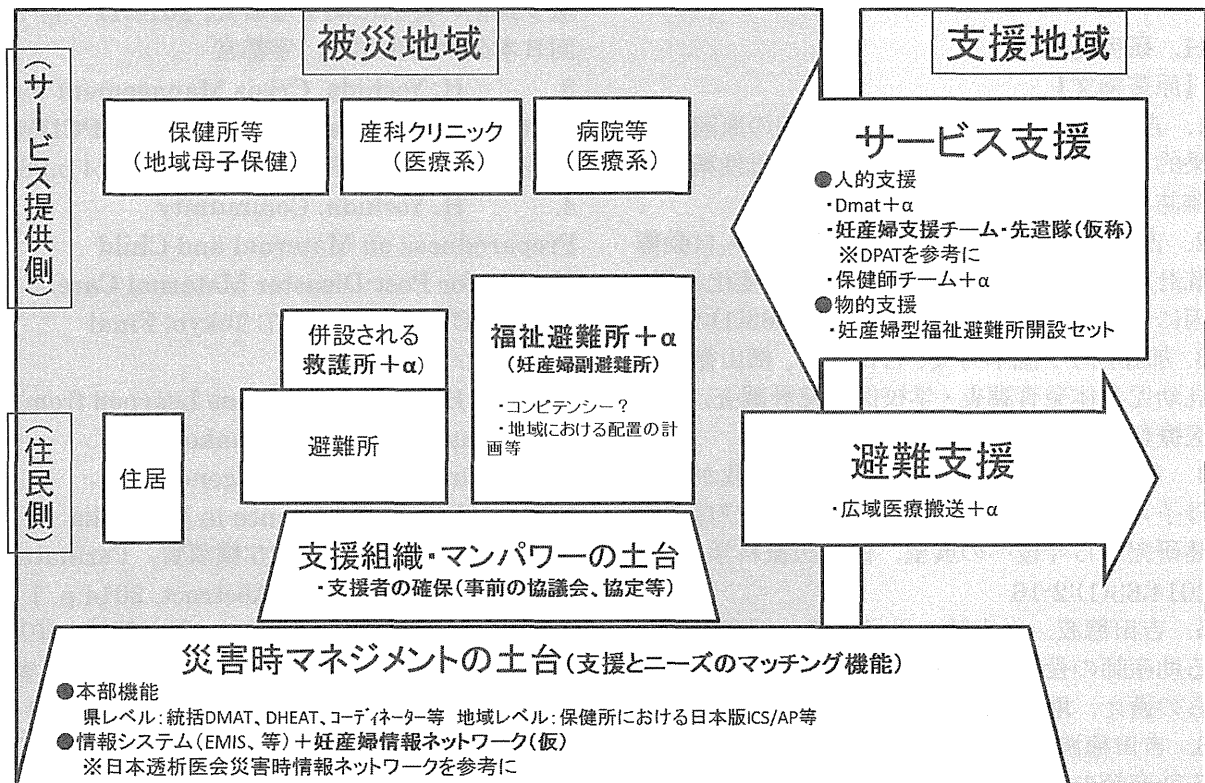 被災地域
支援地域
(サービス提供側)
(住民側)
保健所等
(地域母子保健)
産科クリニック
(医療系)
病院等
(医療系)
サービス支援
●人的支援
・Dmat+α
・妊産婦支援チーム・先遣隊(仮称)
※DPATを参考に
・保健師チーム+α
●物的支援
・妊産婦型福祉避難所開設セット
併設される
救護所+α)
避難所
住居
福祉避難所+α
(妊産婦副避難所)
・コンピテンシー?
・地域における配置の計
画等
避難支援
・広域医療搬送+α
支援組織・マンパワーの土台
・支援者の確保(事前の協議会、協定等)
災害時マネジメントの土台(支援とニーズのマッチング機能)
●本部機能
県レベル:統括DMAT、DHEAT、コーディネーター等 地域レベル:保健所における日本版ICS/AP等
●情報システム(EMIS、等)+妊産婦情報ネットワーク(仮)
※日本透析医会災害時情報ネットワークを参考に